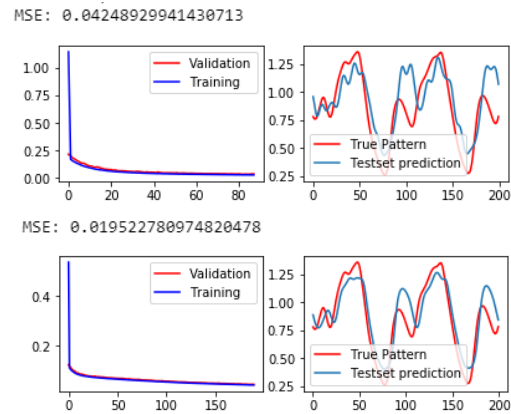 MSE: 0.04248929941430713
1.00
0.75
0.50
0.25
0.00
0 20 40 60 80
Validation
Training
1.25
1.00
0.75
0.50
0.25
0 50 100 150 200
True Pattern
Testset prediction
MSE: 0.019522780974820478
0.4
0.2
0 50 100 150
Validation
Training
1.25
1.00
0.75
0.50
0.25
0 50 100 150 200
True Pattern
Testset prediction